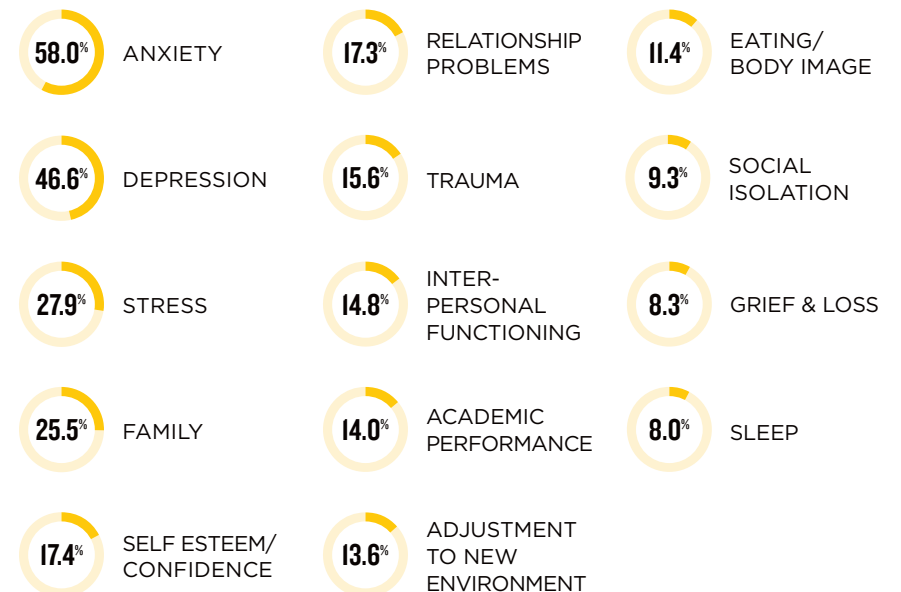 58.0%
ANXIETY
46.6%
DEPRESSION
27.9%
STRESS
25.5%
FAMILY
17.4%
SELF ESTEEM/
CONFIDENCE
17.3%
RELATIONSHIP
PROBLEMS
15.6%
TRAUMA
14.8%
INTER-
PERSONAL
FUNCTIONING
14.0%
ACADEMIC
PERFORMANCE
13.6%
ADJUSTMENT
TO NEW
ENVIRONMENT
11.4%
EATING/
BODY IMAGE
9.3%
SOCIAL
ISOLATION
8.3%
GRIEF & LOSS
8.0%
SLEEP